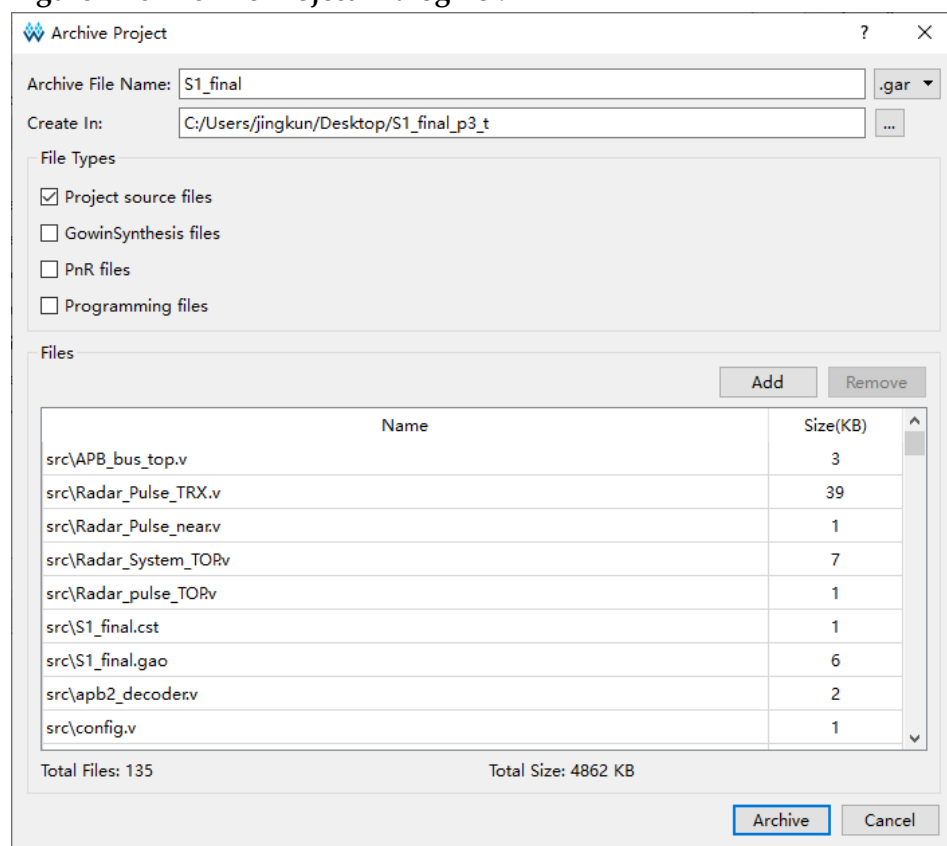 Archive Project ? ×
Archive File Name: S1_final .gar
Create In: C:/Users/jingkun/Desktop/S1_final_p3_t ...
File Types
Project source files
GowinSynthesis files
PnR files
Programming files
Files
Add Remove
Name Size(KB)
src\APB_bus_top.v 3
src\Radar_Pulse_TRX.v 39
src\Radar_Pulse_near.v 1
src\Radar_System_TOP.v 7
src\Radar_pulse_TOP.v 1
src\S1_final.cst 1
src\S1_final.gao 6
src\apb2_decoder.v 2
src\config.v 1
Total Files: 135 Total Size: 4862 KB
Archive Cancel